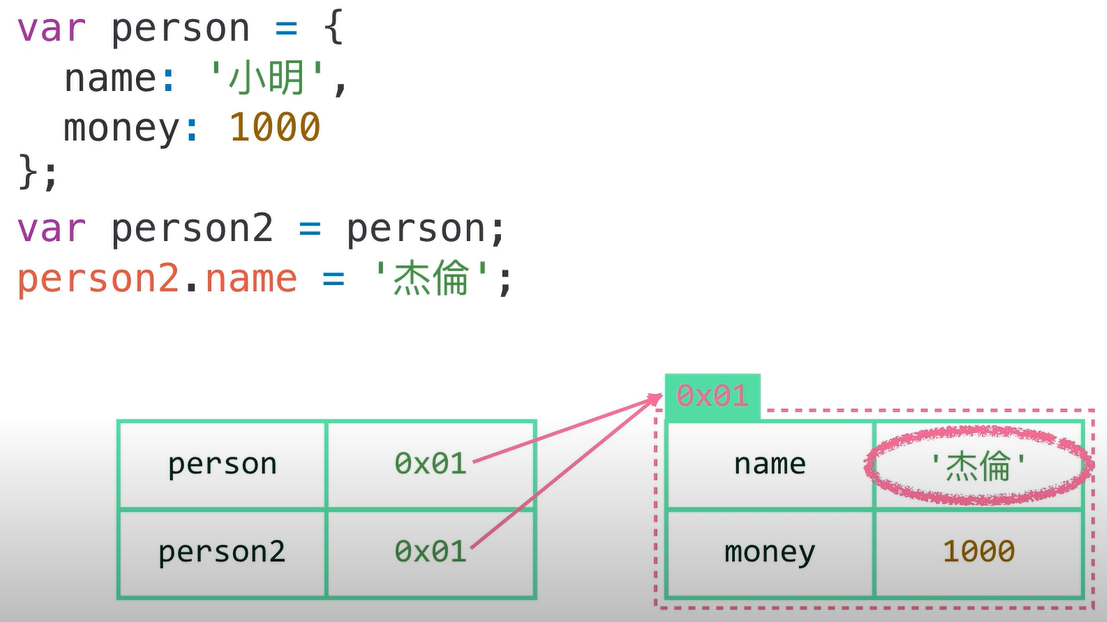 var person = {
  name: '小明',
  money: 1000
};
var person2 = person;
person2.name = '杰倫';
0x01
person 0x01 name '杰倫'
person2 0x01 money 1000